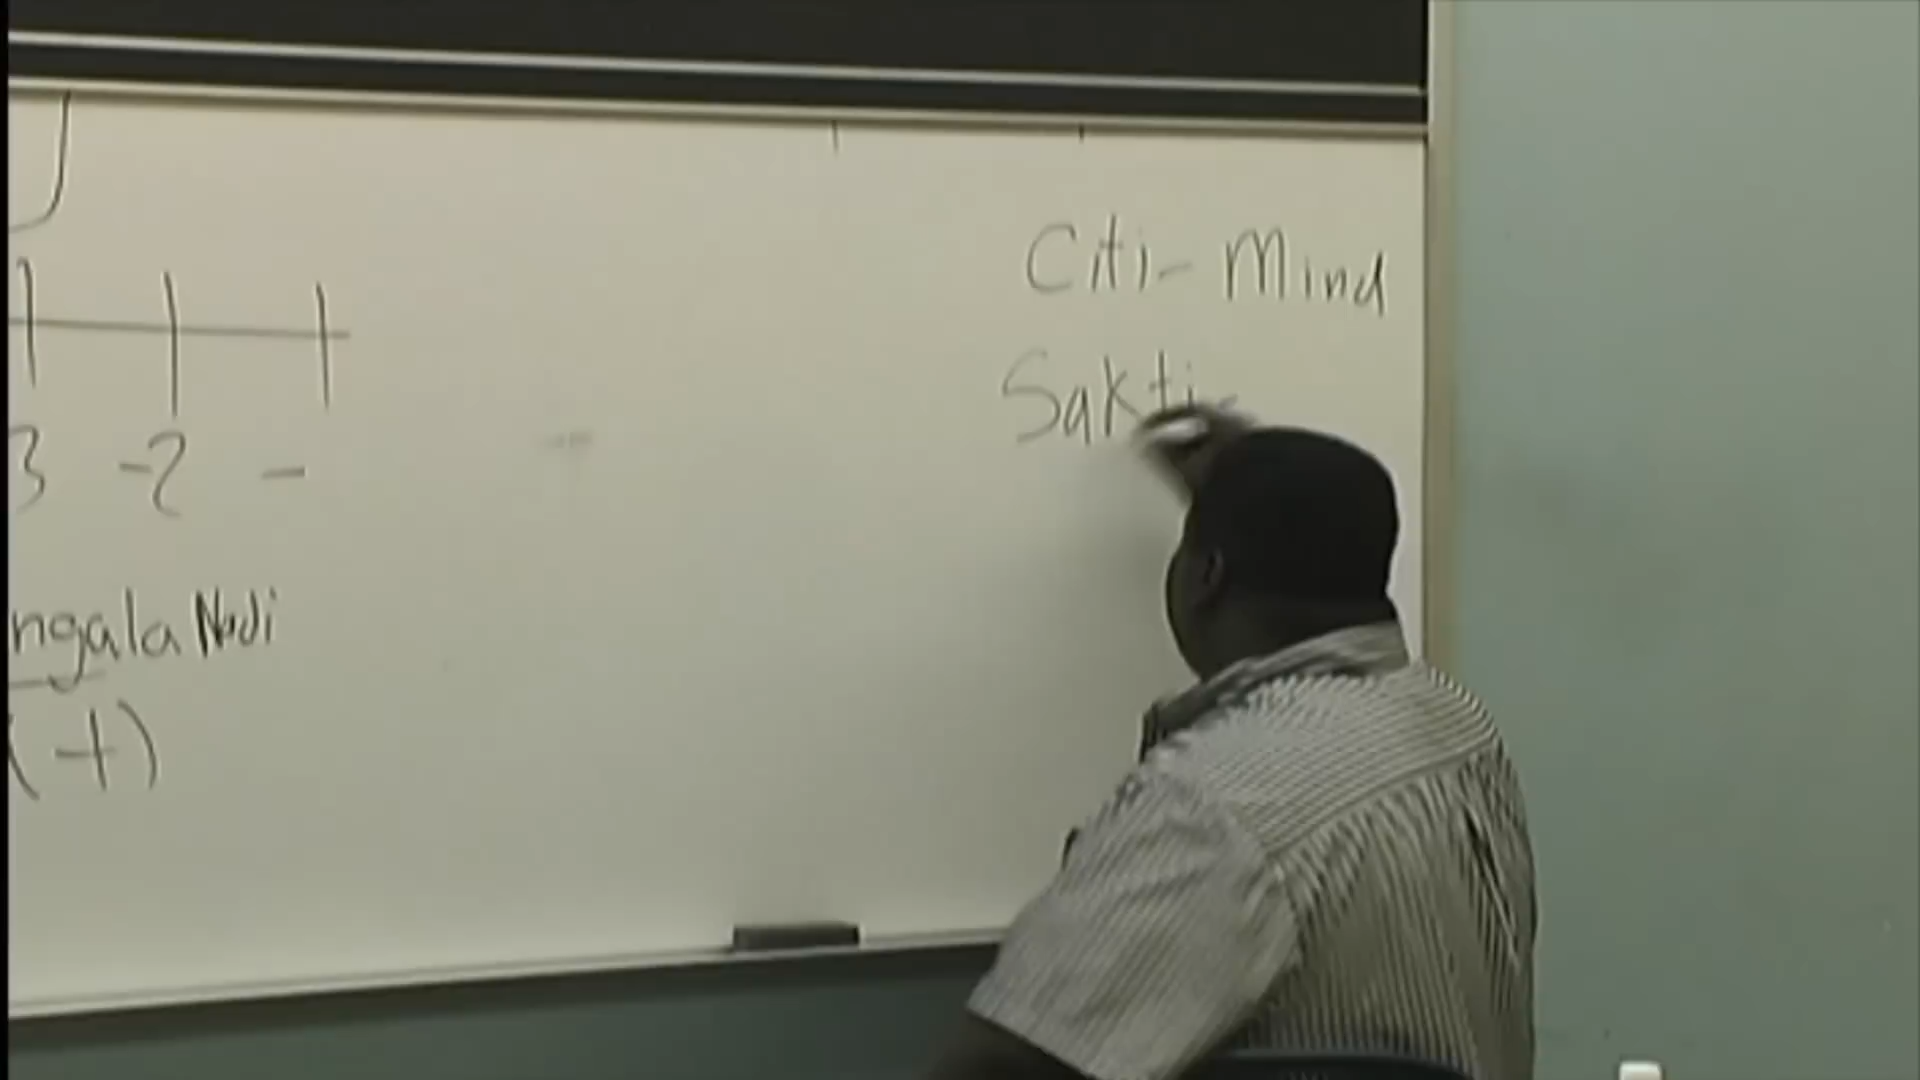 3 -2 -
ngala Nadi
(+)
Citi - Mind
Sakti -